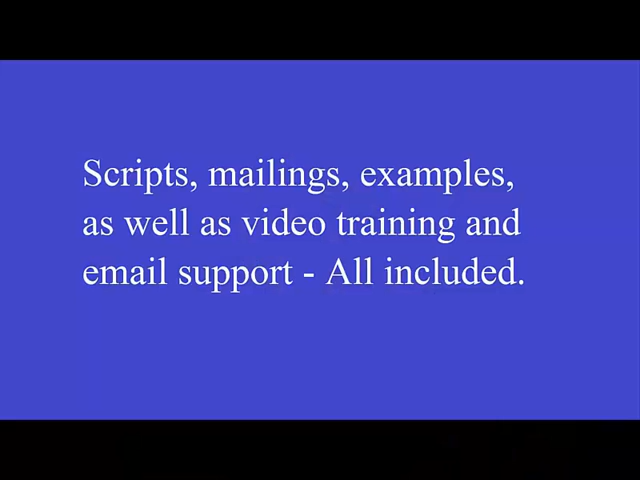 Scripts, mailings, examples,
as well as video training and
email support - All included.